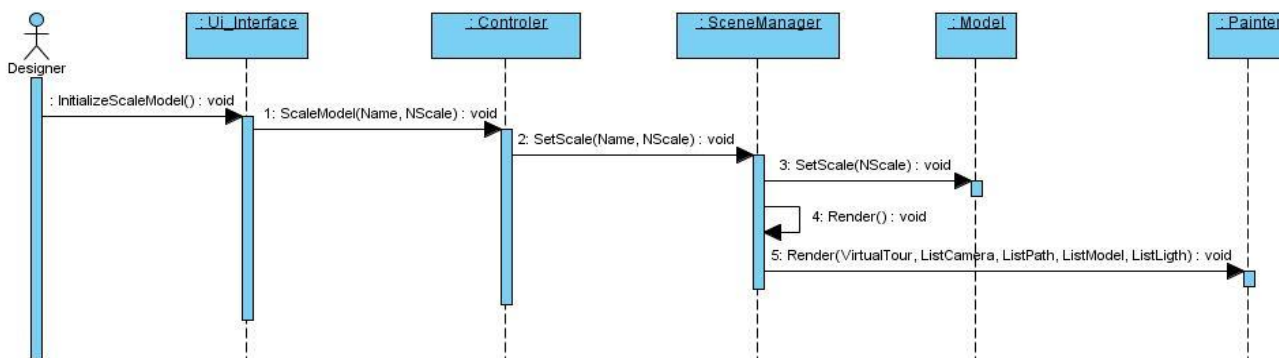 : Ui_Interface
: Controler
: SceneManager
: Model
: Painter
Designer
: InitializeScaleModel() : void
1: ScaleModel(Name, NScale) : void
2: SetScale(Name, NScale) : void
3: SetScale(NScale) : void
4: Render() : void
5: Render(VirtualTour, ListCamera, ListPath, ListModel, ListLigth) : void